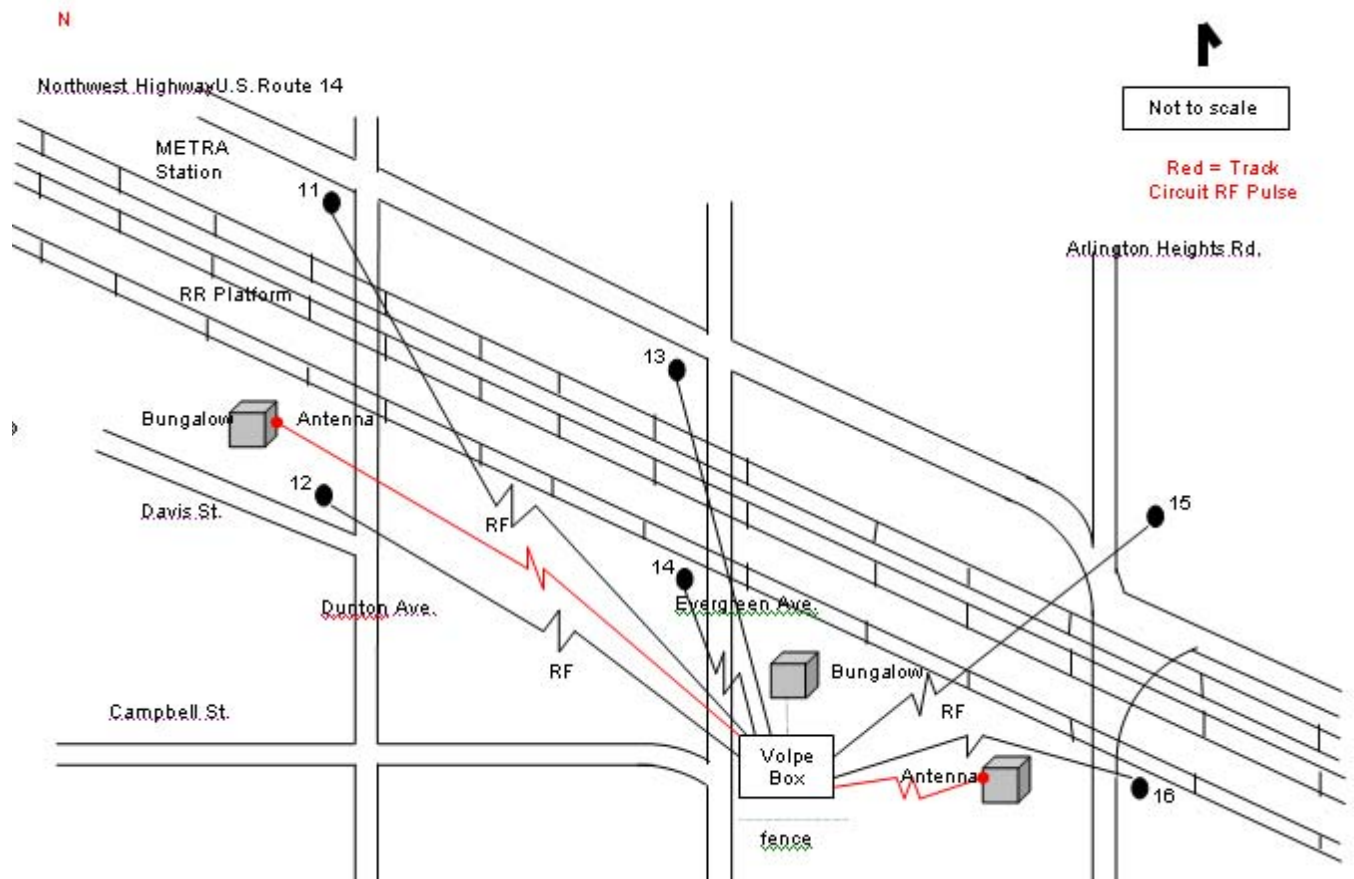 N
Northwest HighwayU.S. Route 14
Not to scale
METRA
Station
Red = Track
Circuit RF Pulse
11
Arlington Heights Rd.
RR Platform
13
Bungalow
Antenna
12
15
Davis St.
RF
14
Dunton Ave.
Evergreen Ave.
RF
Bungalow
Campbell St.
RF
Volpe
Box
Antenna
16
fence